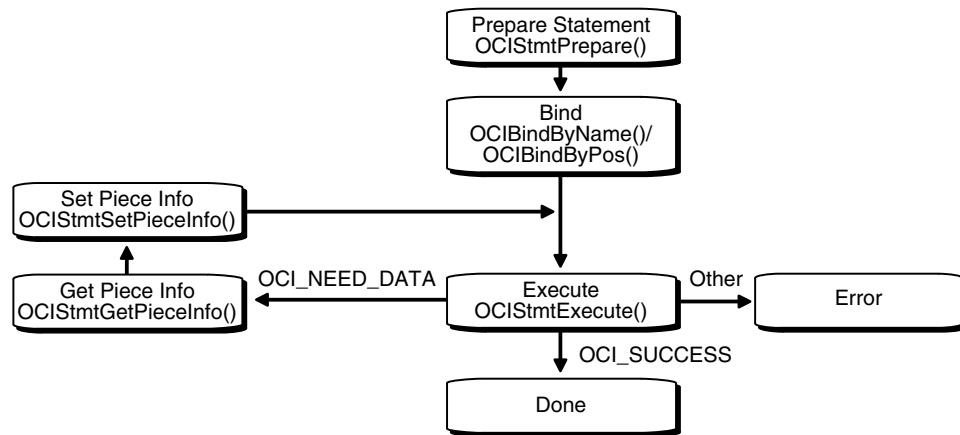 Prepare Statement
OCIStmtPrepare()
Bind
OCIBindByName()/
OCIBindByPos()
Set Piece Info
OCIStmtSetPieceInfo()
OCI_NEED_DATA
Get Piece Info
OCIStmtGetPieceInfo()
Execute
OCIStmtExecute()
Other
Error
OCI_SUCCESS
Done